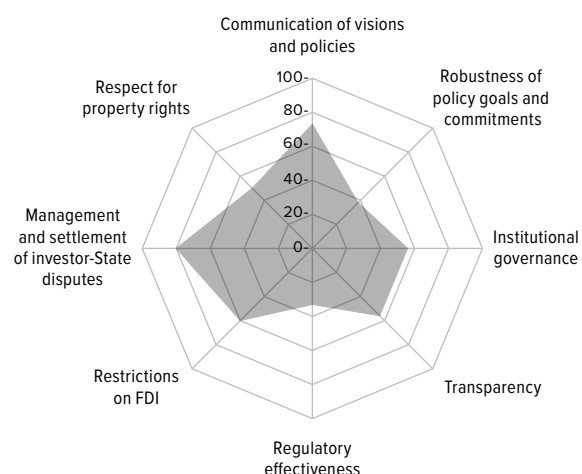 Communication of visions
and policies
Robustness of
policy goals and
commitments
Respect for
property rights
100-
80-
60-
40-
20-
0-
Management
and settlement
of investor-State
disputes
Institutional
governance
Restrictions
on FDI
Transparency
Regulatory
effectiveness